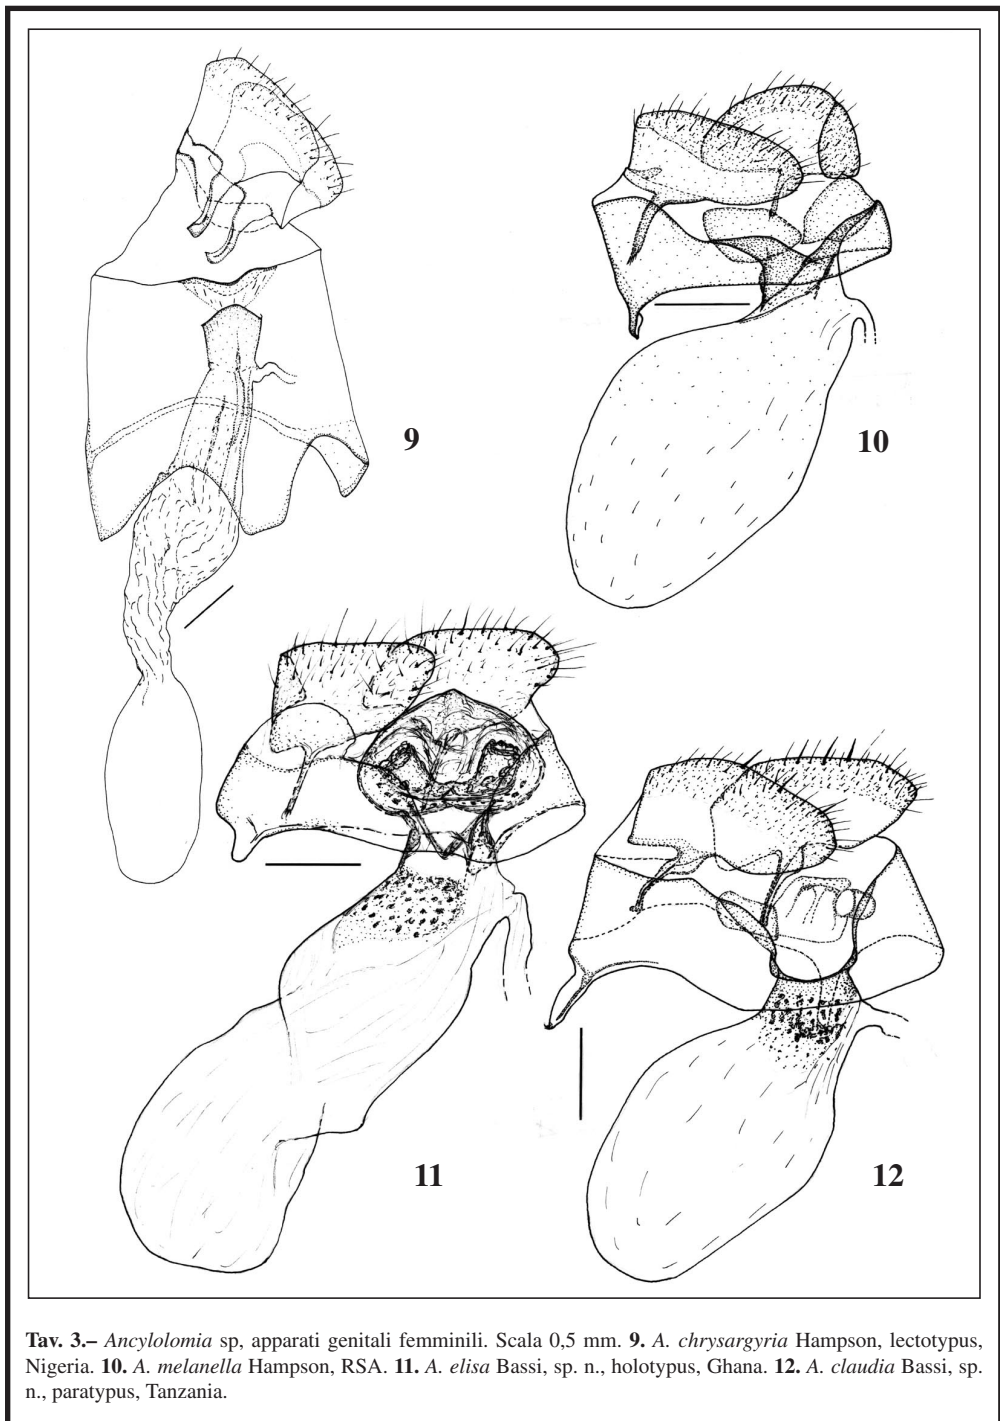 9
10
11
12
Tav. 3.– Ancylolomia sp, apparati genitali femminili. Scala 0,5 mm. 9. A. chrysargyria Hampson, lectotypus,
Nigeria. 10. A. melanella Hampson, RSA. 11. A. elisa Bassi, sp. n., holotypus, Ghana. 12. A. claudia Bassi, sp.
n., paratypus, Tanzania.